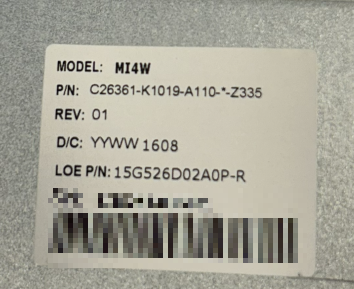 MODEL: MI4W
P/N: C26361-K1019-A110-*-Z335
REV: 01
D/C: YYWW 1608
LOE P/N: 15G526D02A0P-R